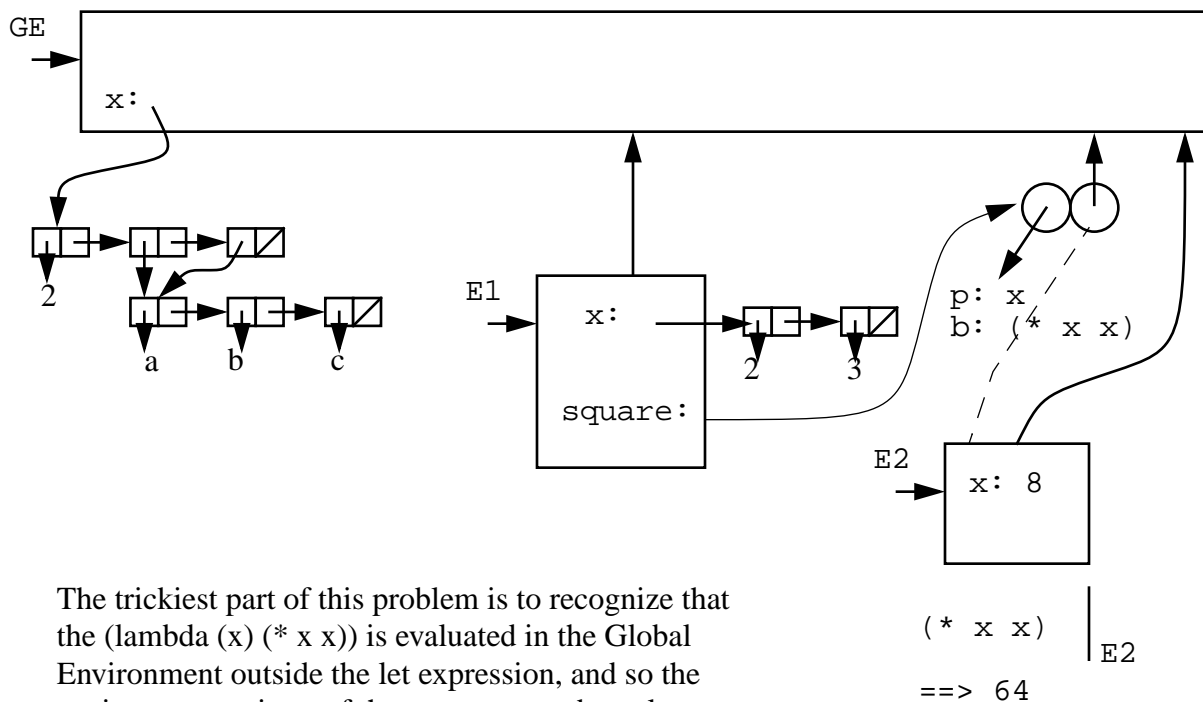 GE
x:
2
a b c
E1
x:
2 3
square:
p: x
b: (* x x)
E2
x: 8
The trickiest part of this problem is to recognize that
the (lambda (x) (* x x)) is evaluated in the Global
Environment outside the let expression, and so the
(* x x)
E2
==> 64